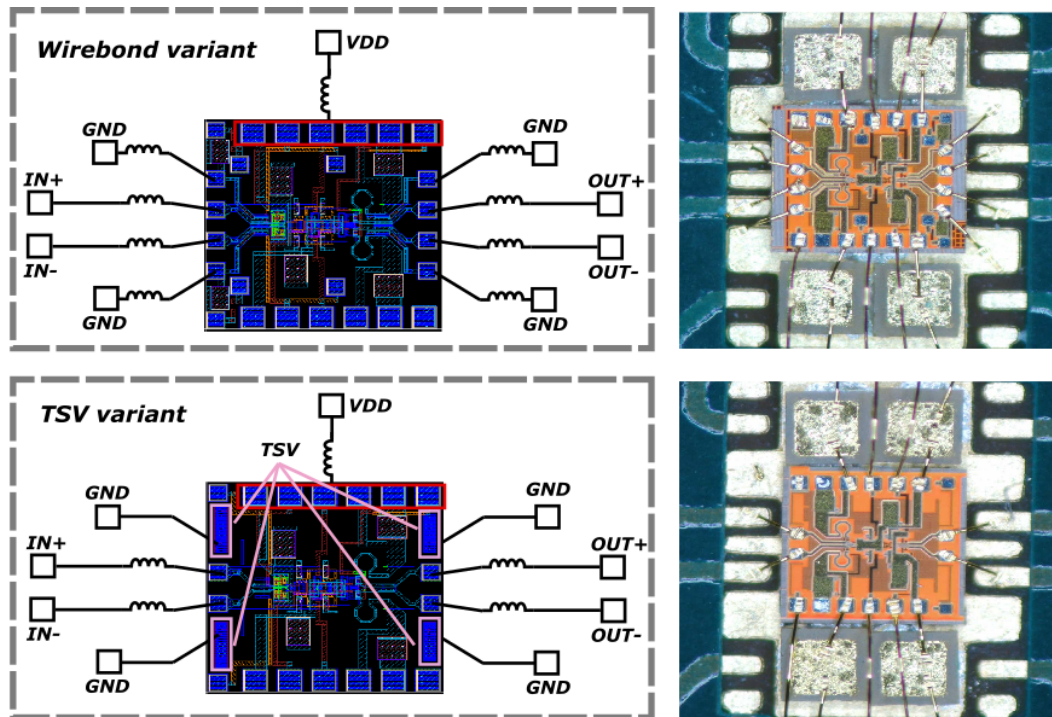 Wirebond variant
VDD
GND
GND
IN+
OUT+
IN-
OUT-
GND
GND
TSV variant
VDD
TSV
GND
GND
IN+
OUT+
IN-
OUT-
GND
GND